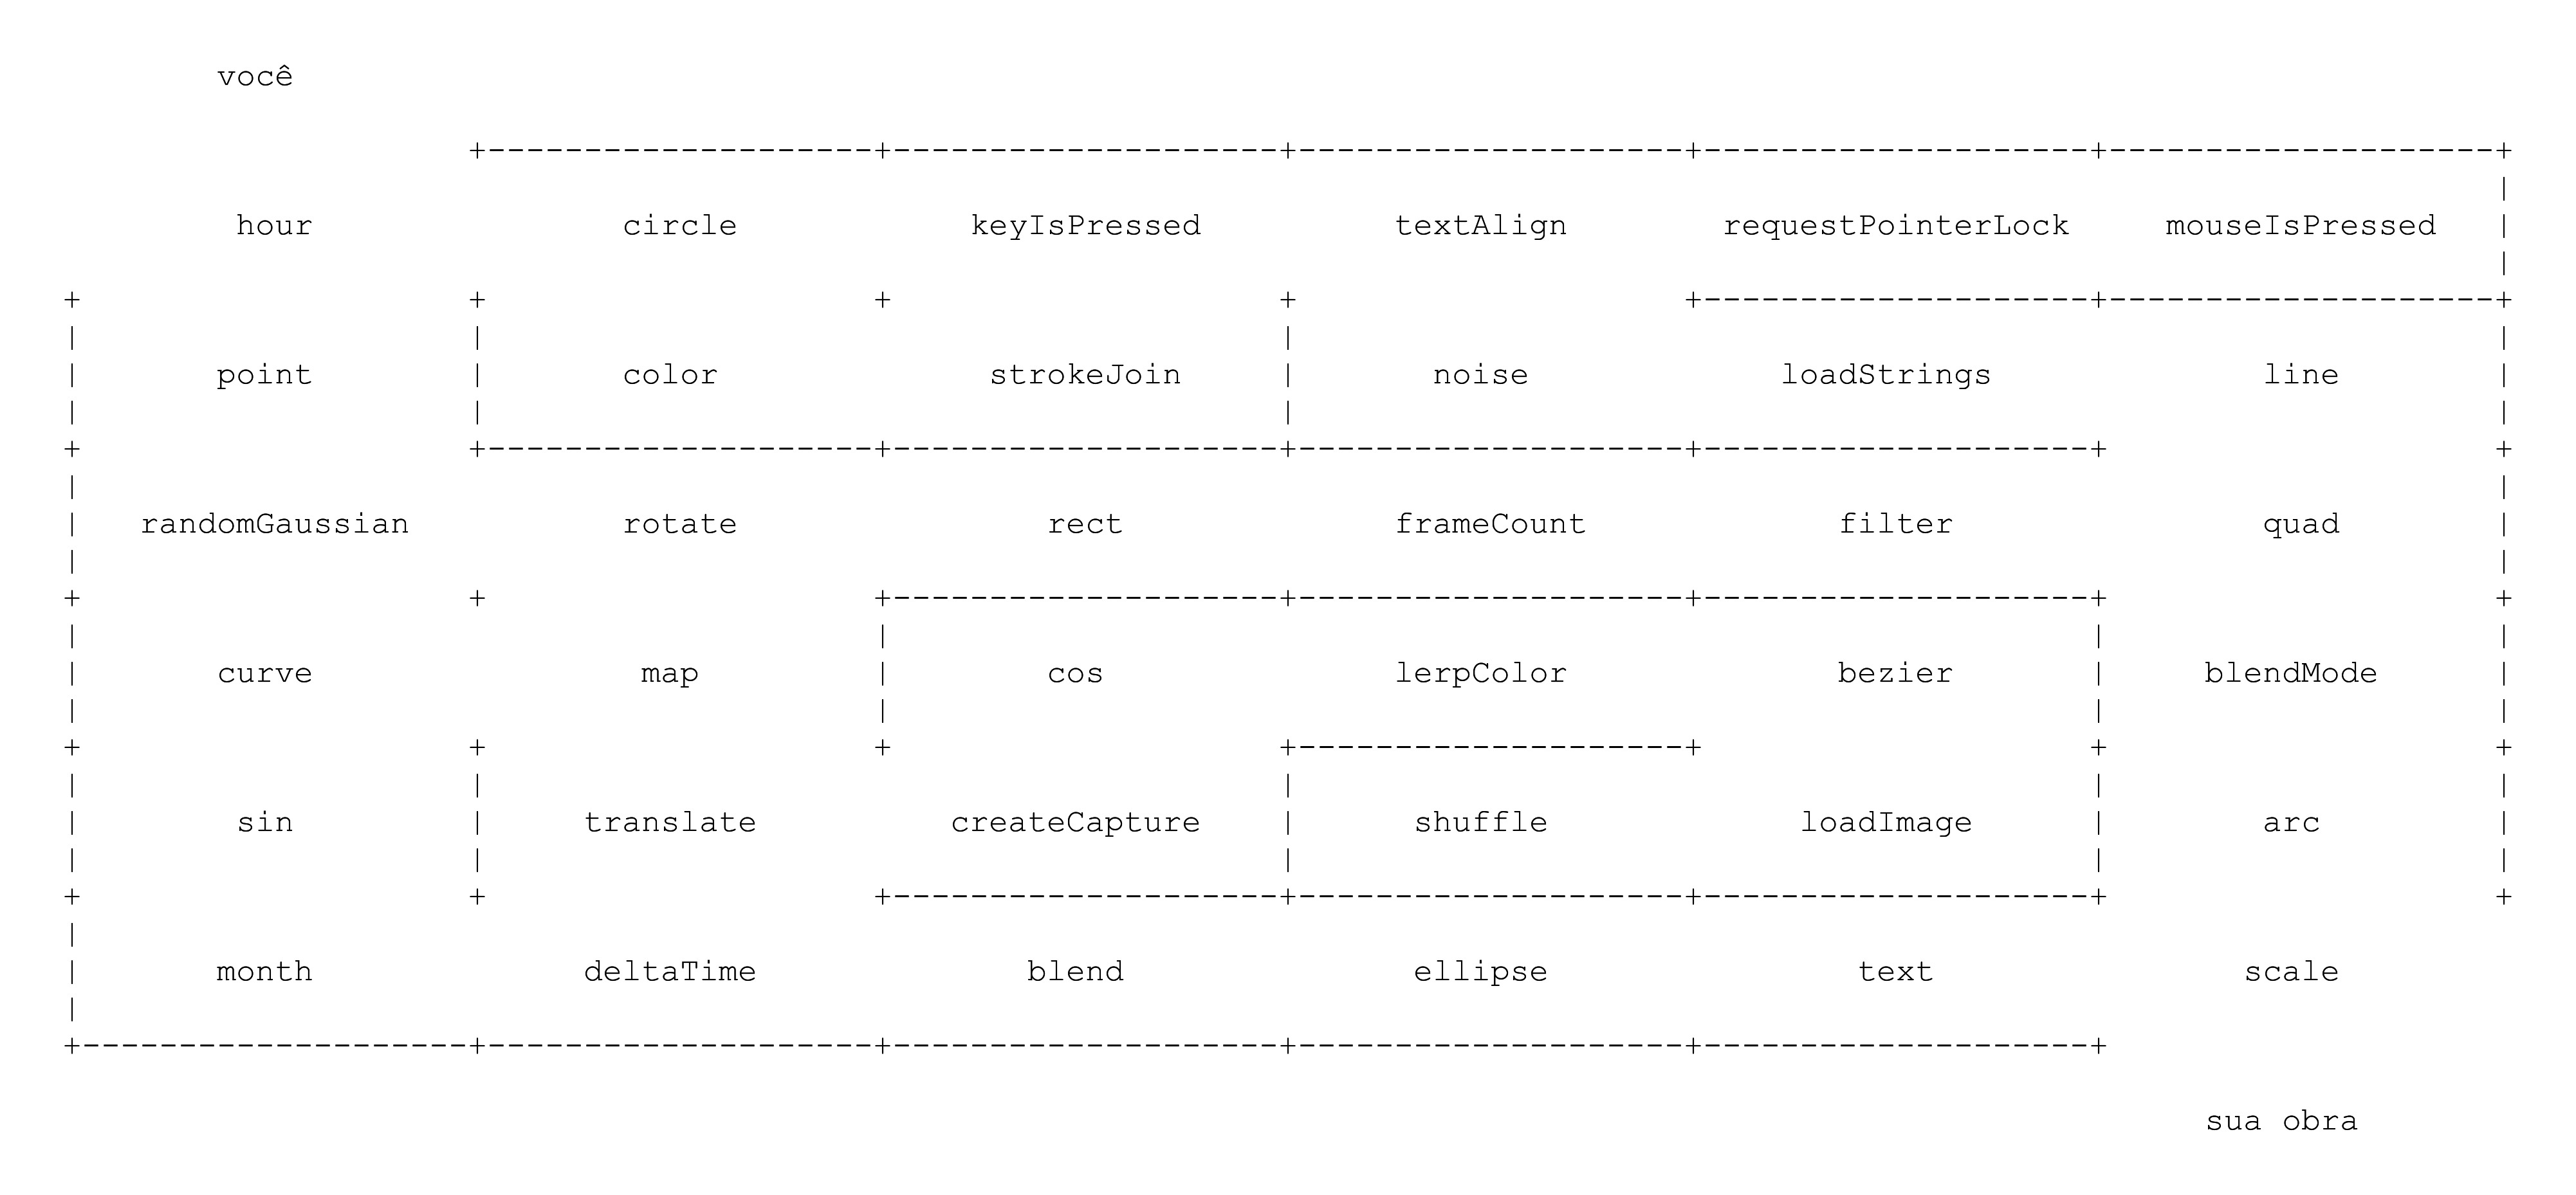 você
hour circle keyIsPressed textAlign requestPointerLock mouseIsPressed
point color strokeJoin noise loadStrings line
randomGaussian rotate rect frameCount filter quad
curve map cos lerpColor bezier blendMode
sin translate createCapture shuffle loadImage arc
month deltaTime blend ellipse text scale
sua obra